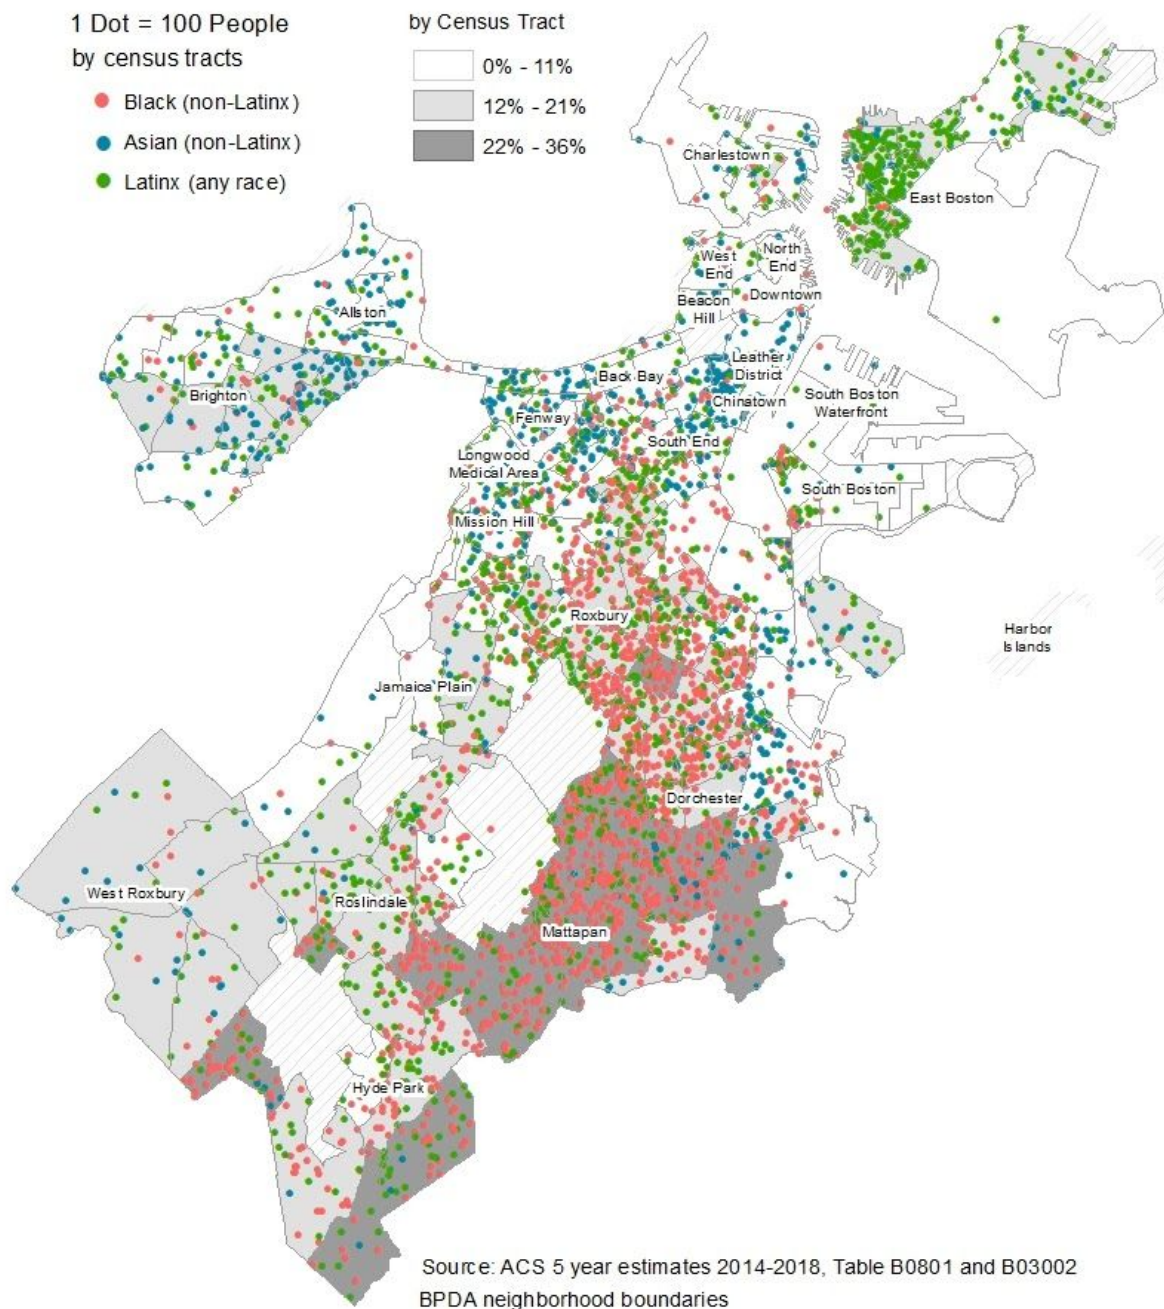 1 Dot = 100 People
by census tracts
Black (non-Latinx)
Asian (non-Latinx)
Latinx (any race)
by Census Tract
0% - 11%
12% - 21%
22% - 36%
Charlestown
East Boston
West
End
North
End
Beacon
Hill
Downtown
Allston
Leather
District
Back Bay
Chinatown
Brighton
South Boston
Waterfront
Fenway
South End
Longwood
Medical Area
South Boston
Mission Hill
Roxbury
Harbor
Islands
Jamaica Plain
Dorchester
West Roxbury
Roslindale
Mattapan
Hyde Park
Source: ACS 5 year estimates 2014-2018, Table B0801 and B03002
BPDA neighborhood boundaries